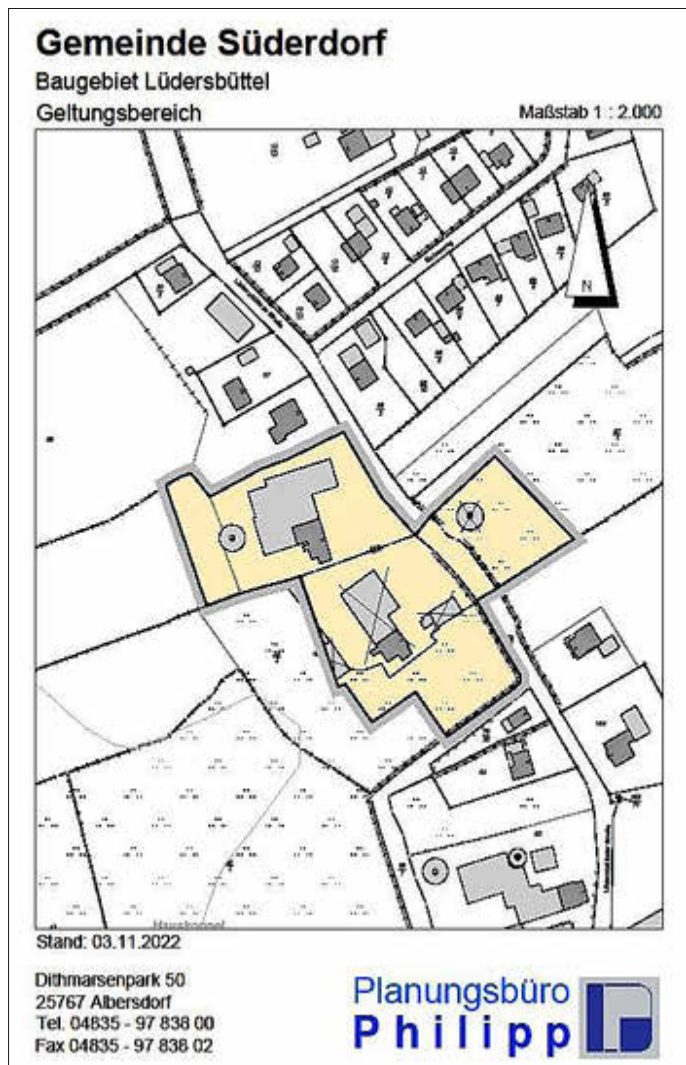 Gemeinde Süderdorf
Baugebiet Lüdersbüttel
Geltungsbereich
Maßstab 1 : 2.000
N
Stand: 03.11.2022
Dithmarsenpark 50
25767 Albersdorf
Tel. 04835 - 97 838 00
Fax 04835 - 97 838 02
Planungsbüro
Philipp